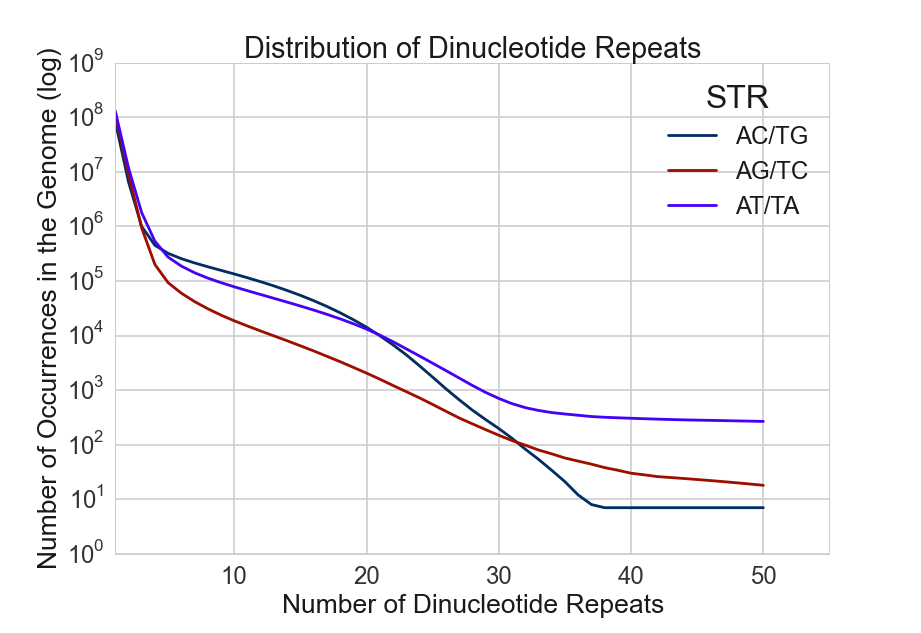 Distribution of Dinucleotide Repeats
Number of Occurrences in the Genome (log)
10^9
10^8
10^7
10^6
10^5
10^4
10^3
10^2
10^1
10^0
STR
AC/TG
AG/TC
AT/TA
10 20 30 40 50
Number of Dinucleotide Repeats